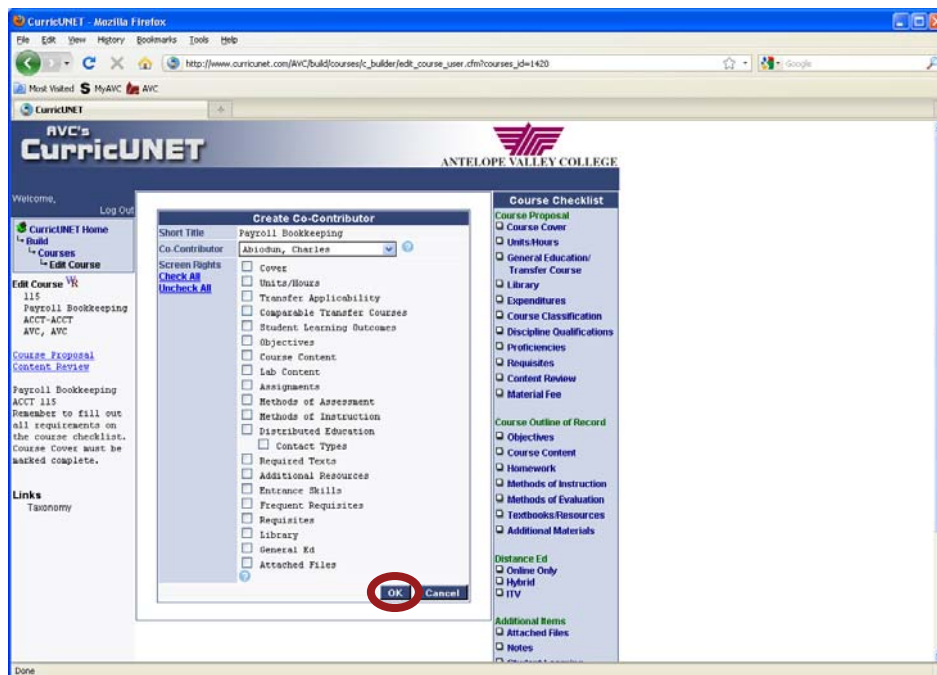 CurricUNET - Mozilla Firefox
File Edit View History Bookmarks Tools Help
http://www.curricunet.com/AVC/build/courses/c_builder/edit_course_user.cfm?courses_id=1420
Google
Most Visited MyAVC AVC
CurricUNET
AVC's
CurricUNET
ANTELOPE VALLEY COLLEGE
Welcome,
Log Out
CurricUNET Home
Build
Courses
Edit Course
Edit Course WR
115
Payroll Bookkeeping
ACCT-ACCT
AVC, AVC
Course Proposal
Content Review
Payroll Bookkeeping
ACCT 115
Remember to fill out
all requirements on
the course checklist.
Course Cover must be
marked complete.
Links
Taxonomy
Create Co-Contributor
Short Title Payroll Bookkeeping
Co-Contributor Abiodun, Charles
Screen Rights
Check All
Uncheck All
Cover
Units/Hours
Transfer Applicability
Comparable Transfer Courses
Student Learning Outcomes
Objectives
Course Content
Lab Content
Assignments
Methods of Assessment
Methods of Instruction
Distributed Education
Contact Types
Required Texts
Additional Resources
Entrance Skills
Frequent Requisites
Requisites
Library
General Ed
Attached Files
OK Cancel
Course Checklist
Course Proposal
Course Cover
Units/Hours
General Education/
Transfer Course
Library
Expenditures
Course Classification
Discipline Qualifications
Proficiencies
Requisites
Content Review
Material Fee
Course Outline of Record
Objectives
Course Content
Homework
Methods of Instruction
Methods of Evaluation
Textbooks/Resources
Additional Materials
Distance Ed
Online Only
Hybrid
ITV
Additional Items
Attached Files
Notes
Done